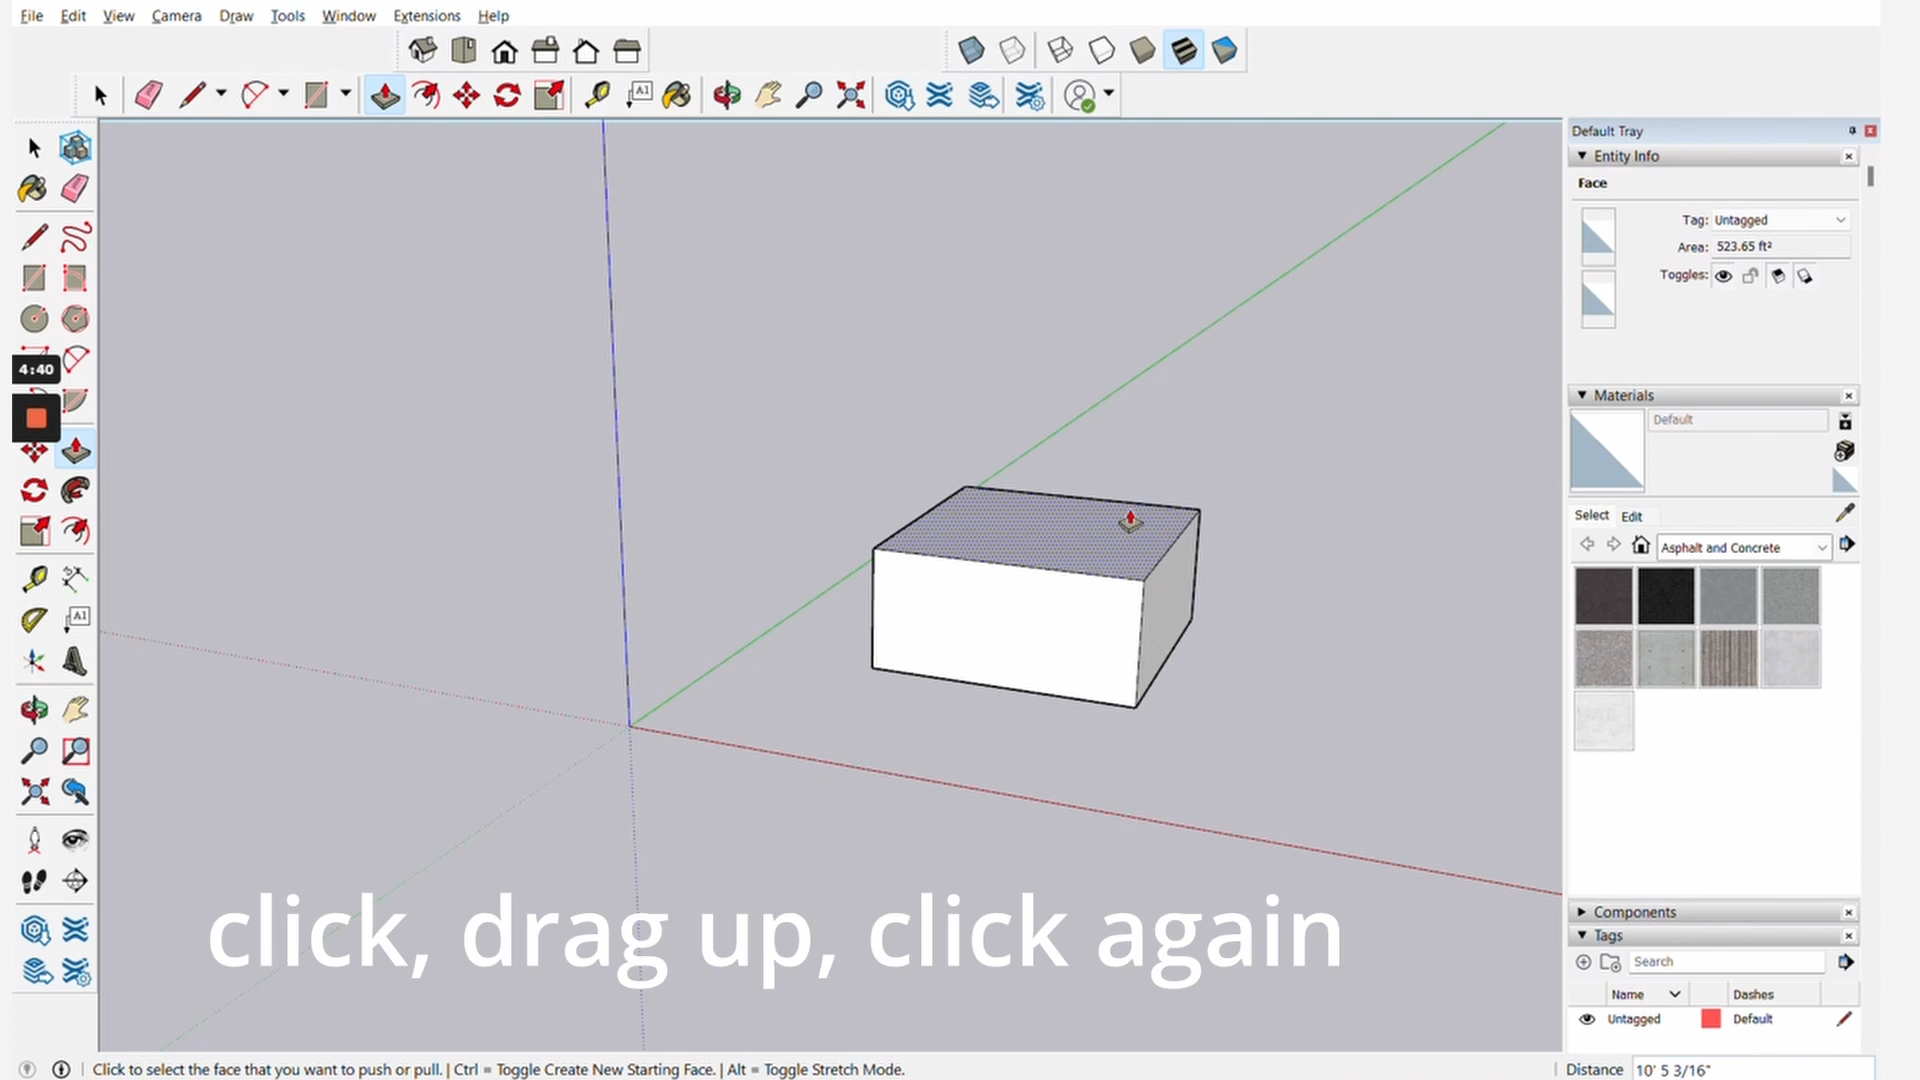 File Edit View Camera Draw Tools Window Extensions Help
A1
Default Tray
Entity Info
Face
Tag: Untagged
Area: 523.65 ft²
Toggles:
4:40
Materials
Default
Select Edit
Asphalt and Concrete
A1
click, drag up, click again
Components
Tags
Search
Name Dashes
Untagged Default
Click to select the face that you want to push or pull. | Ctrl = Toggle Create New Starting Face. | Alt = Toggle Stretch Mode.
Distance 10' 5 3/16"